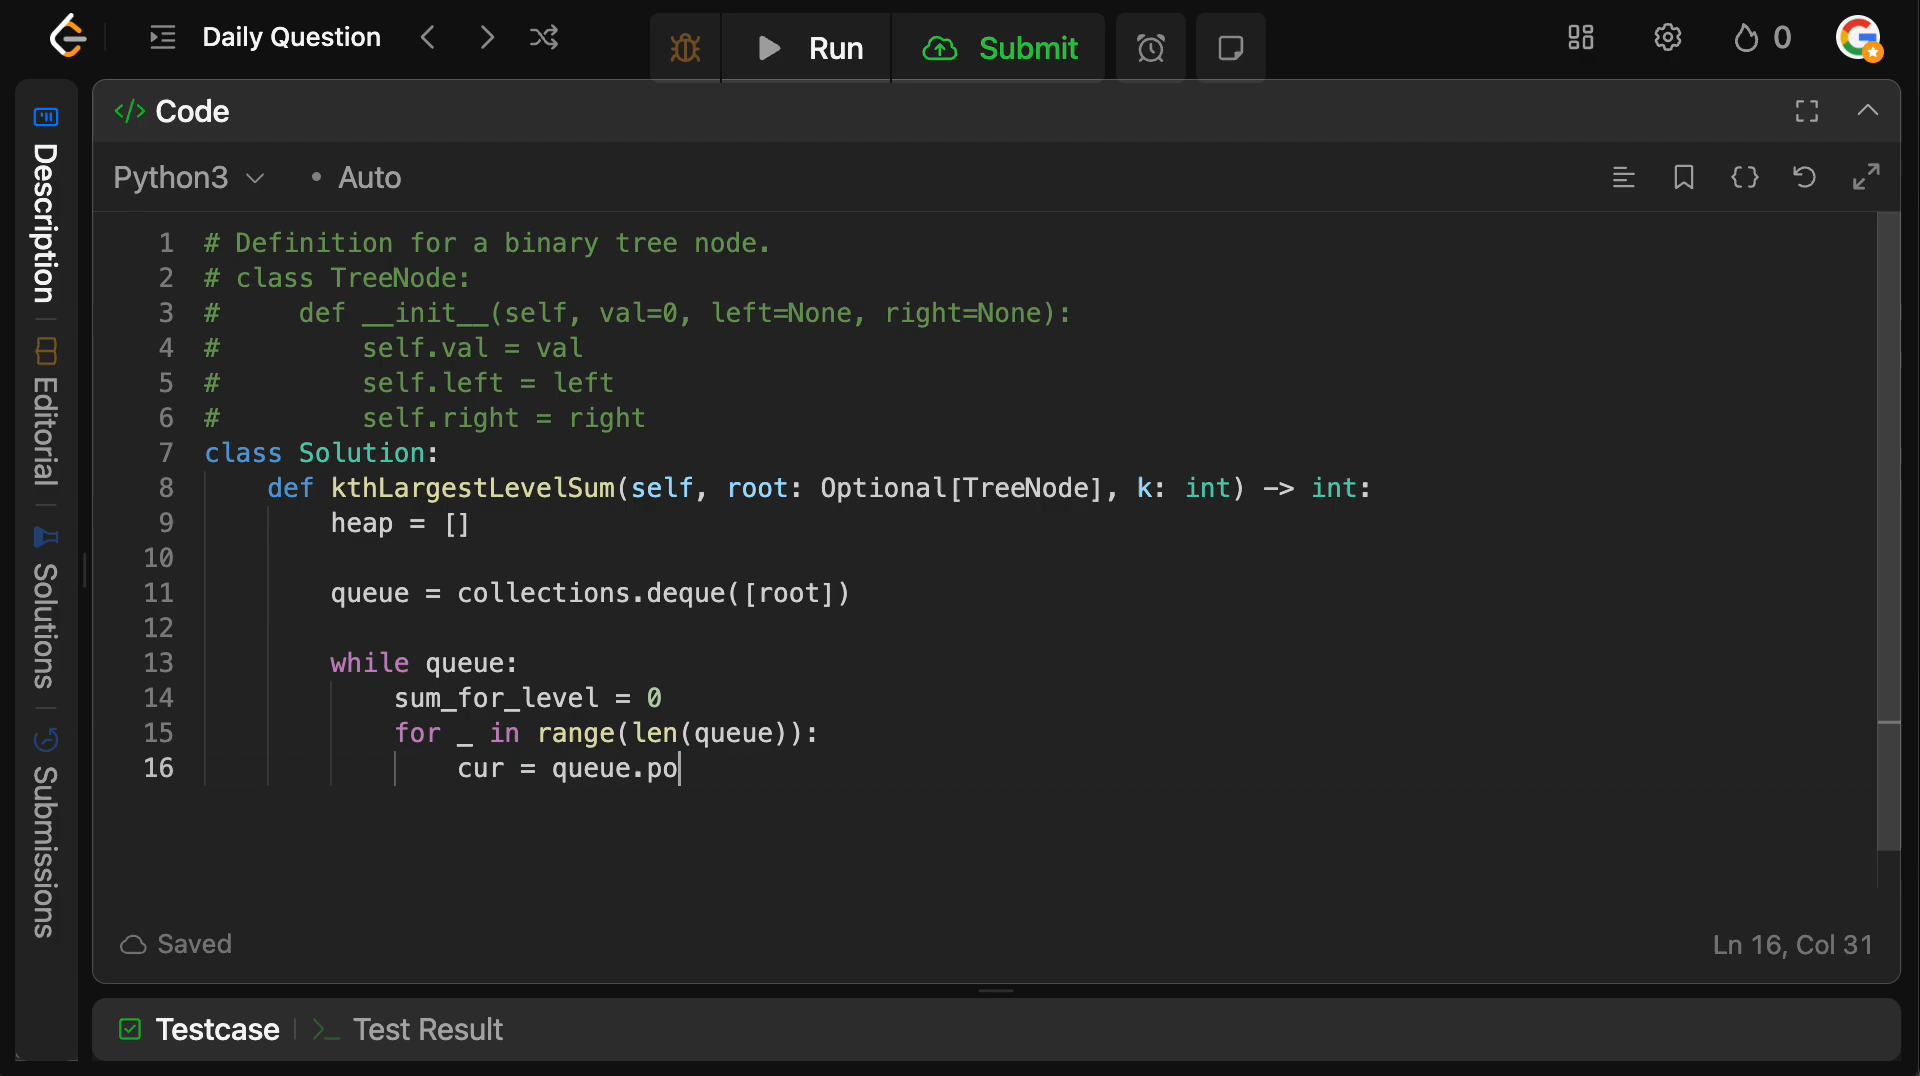 Daily Question
Run
Submit
0
Code
Python3
Auto
1 # Definition for a binary tree node.
2 # class TreeNode:
3 #     def __init__(self, val=0, left=None, right=None):
4 #         self.val = val
5 #         self.left = left
6 #         self.right = right
7 class Solution:
8     def kthLargestLevelSum(self, root: Optional[TreeNode], k: int) -> int:
9         heap = []
10
11         queue = collections.deque([root])
12
13         while queue:
14             sum_for_level = 0
15             for _ in range(len(queue)):
16                 cur = queue.po
Saved
Ln 16, Col 31
Testcase
Test Result
Description
Editorial
Solutions
Submissions